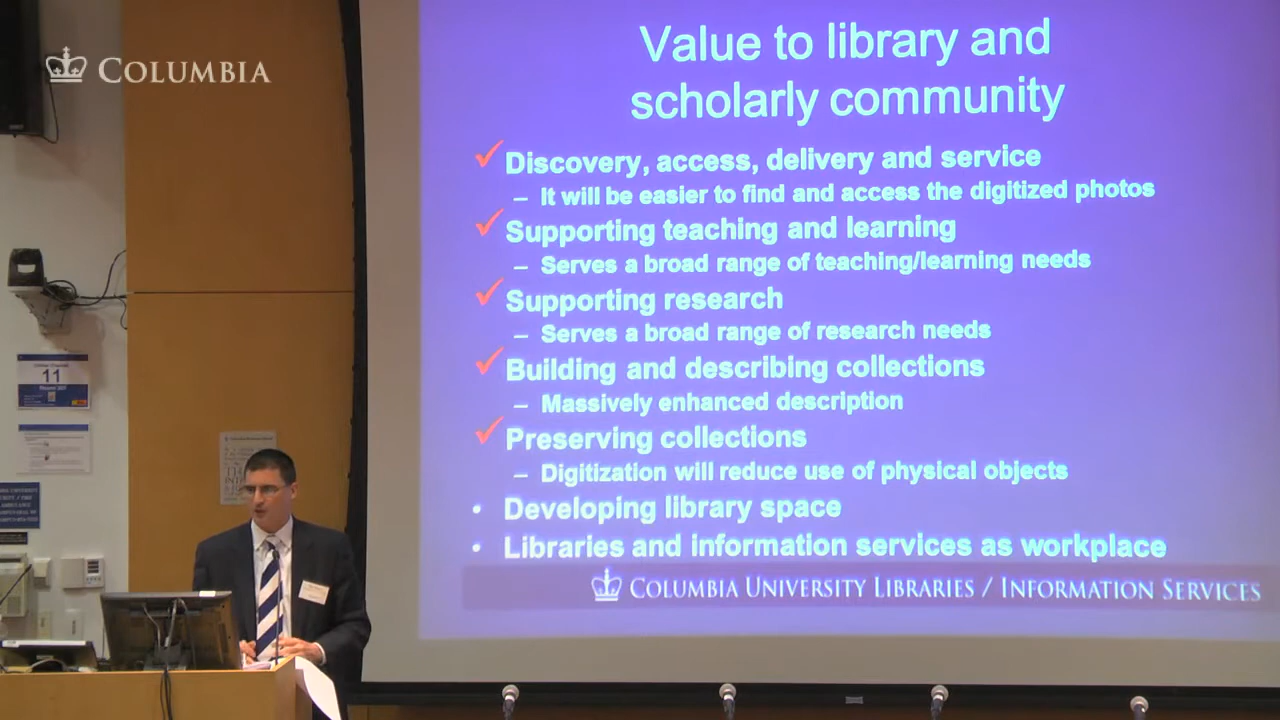 COLUMBIA
Value to library and
scholarly community
✓ Discovery, access, delivery and service
– It will be easier to find and access the digitized photos
✓ Supporting teaching and learning
– Serves a broad range of teaching/learning needs
✓ Supporting research
– Serves a broad range of research needs
✓ Building and describing collections
– Massively enhanced description
✓ Preserving collections
– Digitization will reduce use of physical objects
• Developing library space
• Libraries and information services as workplace
COLUMBIA UNIVERSITY LIBRARIES / INFORMATION SERVICES
11